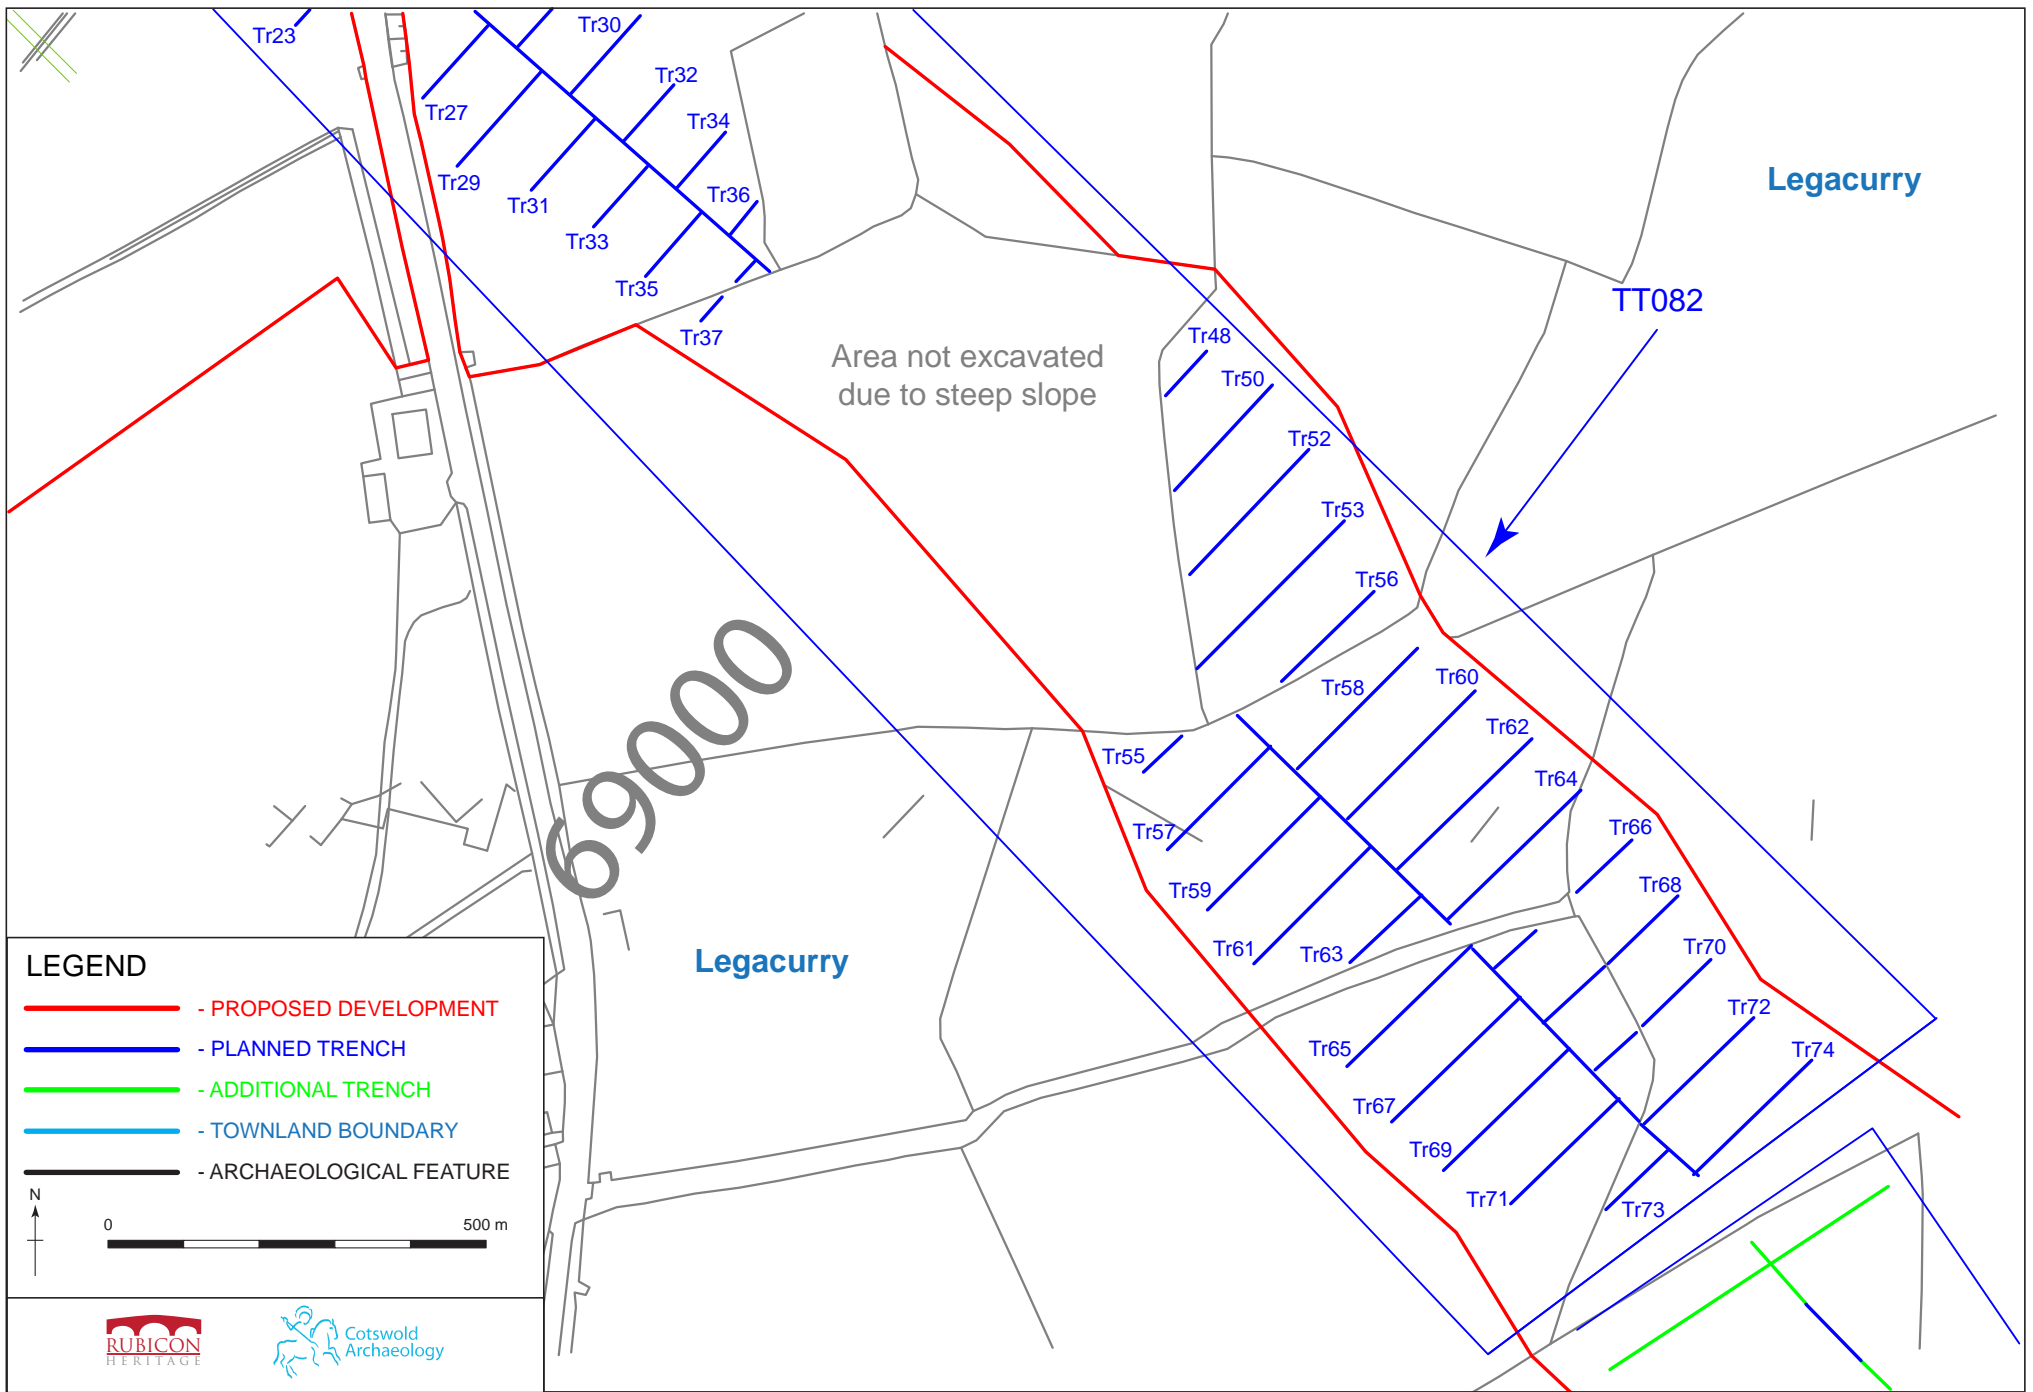 Tr23
Tr30
Tr27
Tr32
Tr34
Tr29
Tr31
Tr36
Tr33
Tr35
Tr37
Legacurry
TT082
Area not excavated
due to steep slope
Tr48
Tr50
Tr52
Tr53
Tr56
Tr58
Tr60
Tr62
Tr64
Tr55
Tr57
Tr59
Tr61
Tr63
Tr66
Tr68
Tr70
Tr72
Tr74
Tr65
Tr67
Tr69
Tr71
Tr73
69000
Legacurry
LEGEND
- PROPOSED DEVELOPMENT
- PLANNED TRENCH
- ADDITIONAL TRENCH
- TOWNLAND BOUNDARY
- ARCHAEOLOGICAL FEATURE
N
0 500 m
RUBICON
HERITAGE
Cotswold
Archaeology